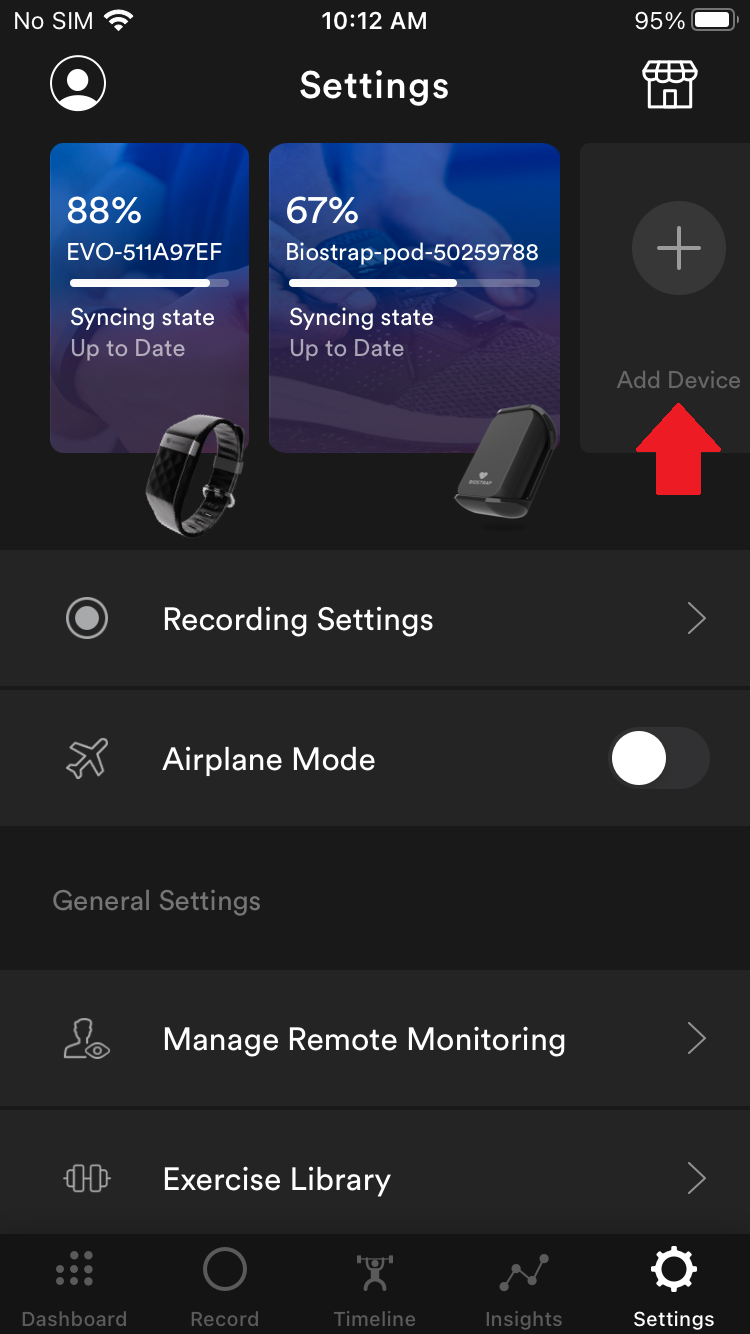 No SIM 10:12 AM 95%
Settings
88%
EVO-511A97EF
Syncing state
Up to Date
67%
Biostrap-pod-50259788
Syncing state
Up to Date
BIOSTRAP
Add Device
Recording Settings
Airplane Mode
General Settings
Manage Remote Monitoring
Exercise Library
Dashboard Record Timeline Insights Settings